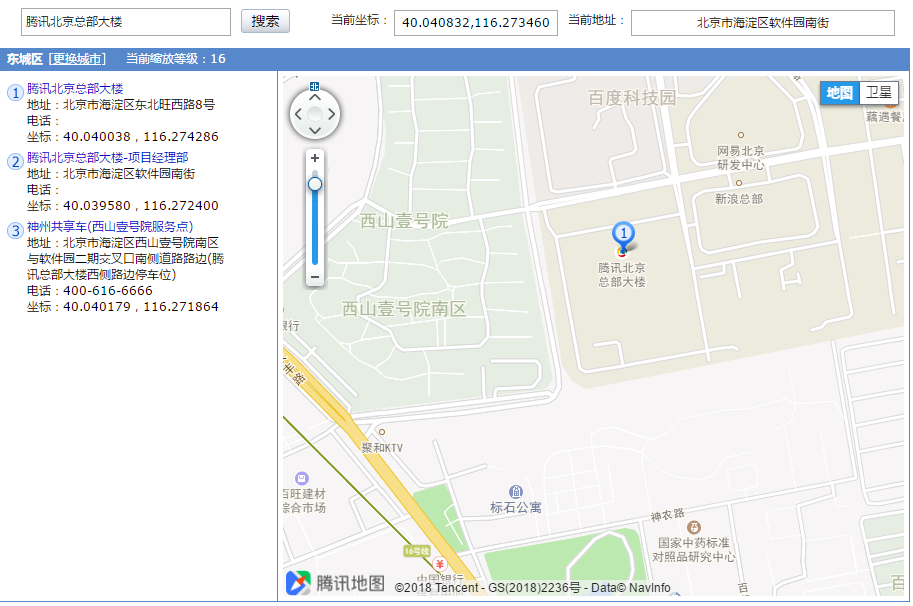 腾讯北京总部大楼
搜索
当前坐标：
40.040832,116.273460
当前地址：
北京市海淀区软件园南街
东城区 [更换城市] 当前缩放等级：16
1 腾讯北京总部大楼
地址：北京市海淀区东北旺西路8号
电话：
坐标：40.040038，116.274286
2 腾讯北京总部大楼-项目经理部
地址：北京市海淀区软件园南街
电话：
坐标：40.039580，116.272400
3 神州共享车(西山壹号院服务点)
地址：北京市海淀区西山壹号院南区
与软件园二期交叉口南侧道路路边(腾
讯总部大楼西侧路边停车位)
电话：400-616-6666
坐标：40.040179，116.271864
北
地图
卫星
百度科技园
藕遇餐
网易北京
研发中心
新浪总部
西山壹号院
1
腾讯北京
总部大楼
西山壹号院南区
银行
丰路
聚和KTV
百旺建材
综合市场
标石公寓
神农路
国家中药标准
对照品研究中心
16号线
中国银行
百
百
腾讯地图
©2018 Tencent - GS(2018)2236号 - Data© NavInfo